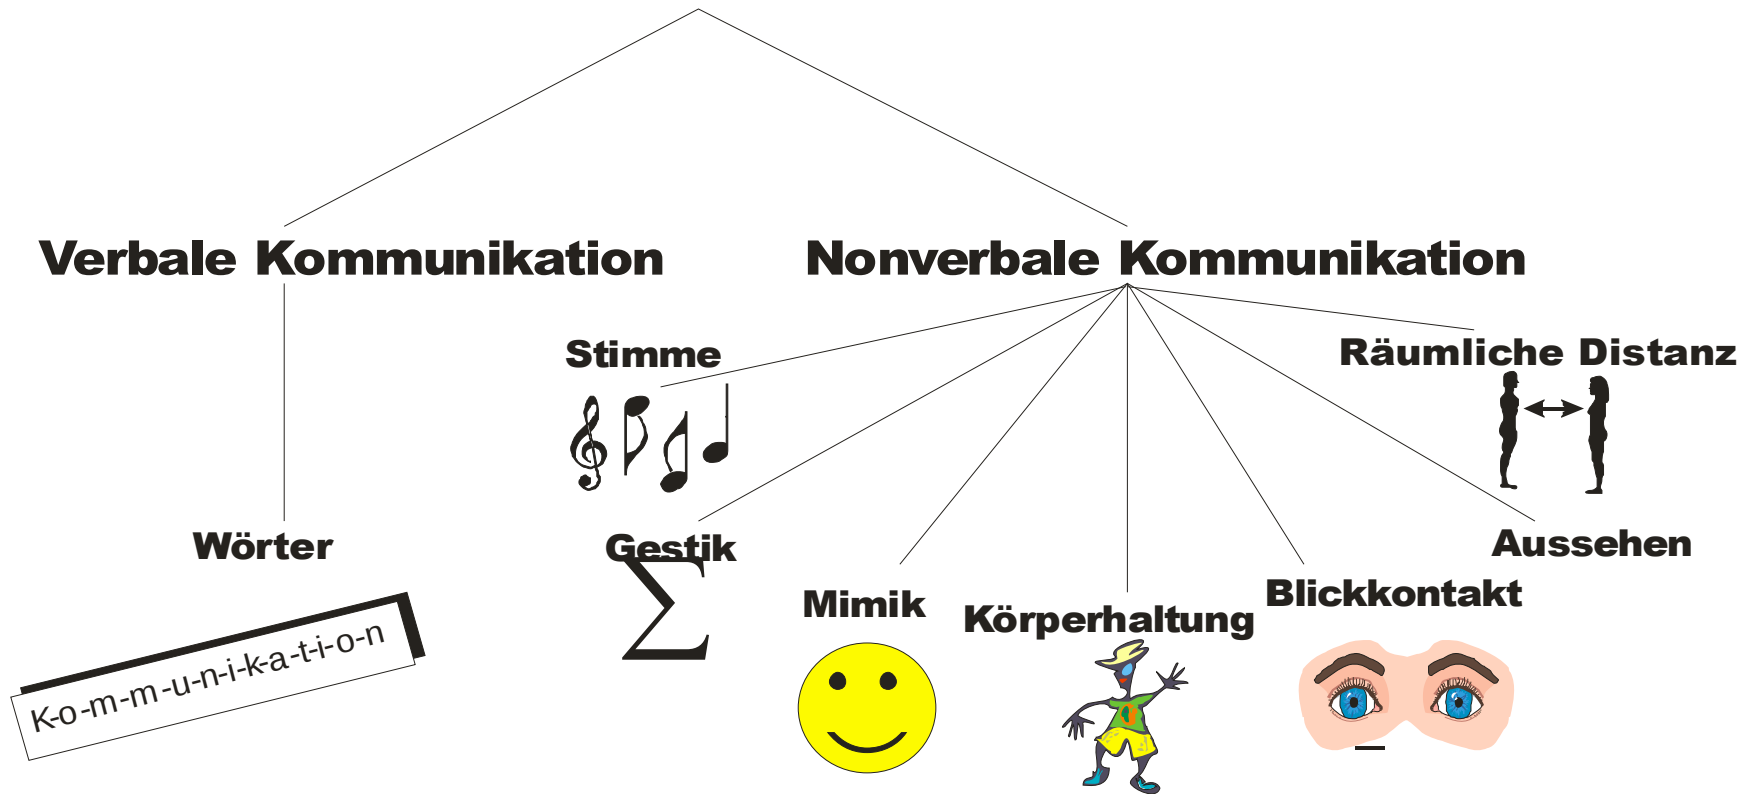 Verbale Kommunikation
Nonverbale Kommunikation
Stimme
Räumliche Distanz
Wörter
Gestik
Aussehen
Mimik
Körperhaltung
Blickkontakt
K-o-m-m-u-n-i-k-a-t-i-o-n
Σ